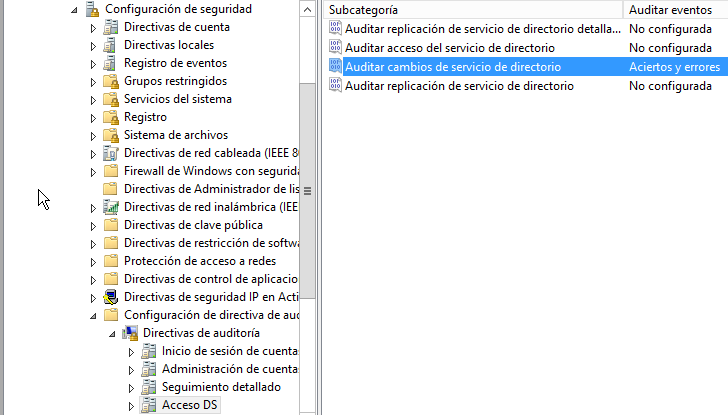 Configuración de seguridad
Directivas de cuenta
Directivas locales
Registro de eventos
Grupos restringidos
Servicios del sistema
Registro
Sistema de archivos
Directivas de red cableada (IEEE 8
Firewall de Windows con segurida
Directivas de Administrador de lis
Directivas de red inalámbrica (IEE
Directivas de clave pública
Directivas de restricción de softwa
Protección de acceso a redes
Directivas de control de aplicacio
Directivas de seguridad IP en Acti
Configuración de directiva de aud
Directivas de auditoría
Inicio de sesión de cuenta
Administración de cuenta
Seguimiento detallado
Acceso DS
Subcategoría Auditar eventos
Auditar replicación de servicio de directorio detalla... No configurada
Auditar acceso del servicio de directorio No configurada
Auditar cambios de servicio de directorio Aciertos y errores
Auditar replicación de servicio de directorio No configurada